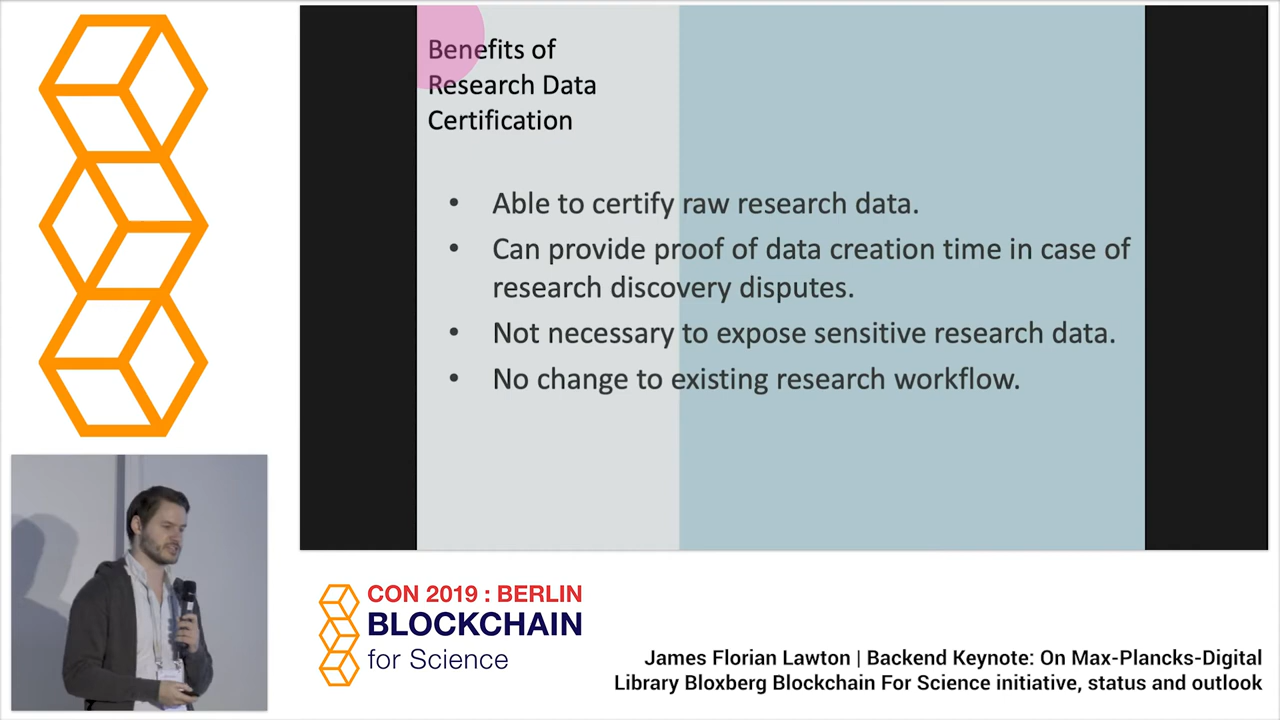 Benefits of
Research Data
Certification
• Able to certify raw research data.
• Can provide proof of data creation time in case of
research discovery disputes.
• Not necessary to expose sensitive research data.
• No change to existing research workflow.
CON 2019 : BERLIN
BLOCKCHAIN
for Science
James Florian Lawton | Backend Keynote: On Max-Plancks-Digital
Library Bloxberg Blockchain For Science initiative, status and outlook